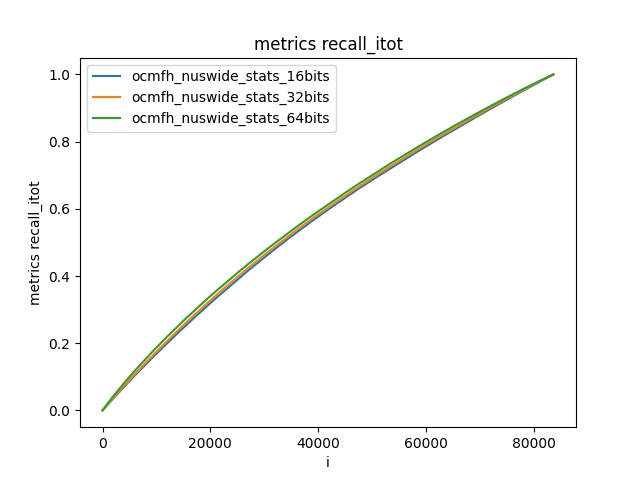 metrics recall_itot
ocmfh_nuswide_stats_16bits
ocmfh_nuswide_stats_32bits
ocmfh_nuswide_stats_64bits
metrics recall_itot
1.0
0.8
0.6
0.4
0.2
0.0
0 20000 40000 60000 80000
i